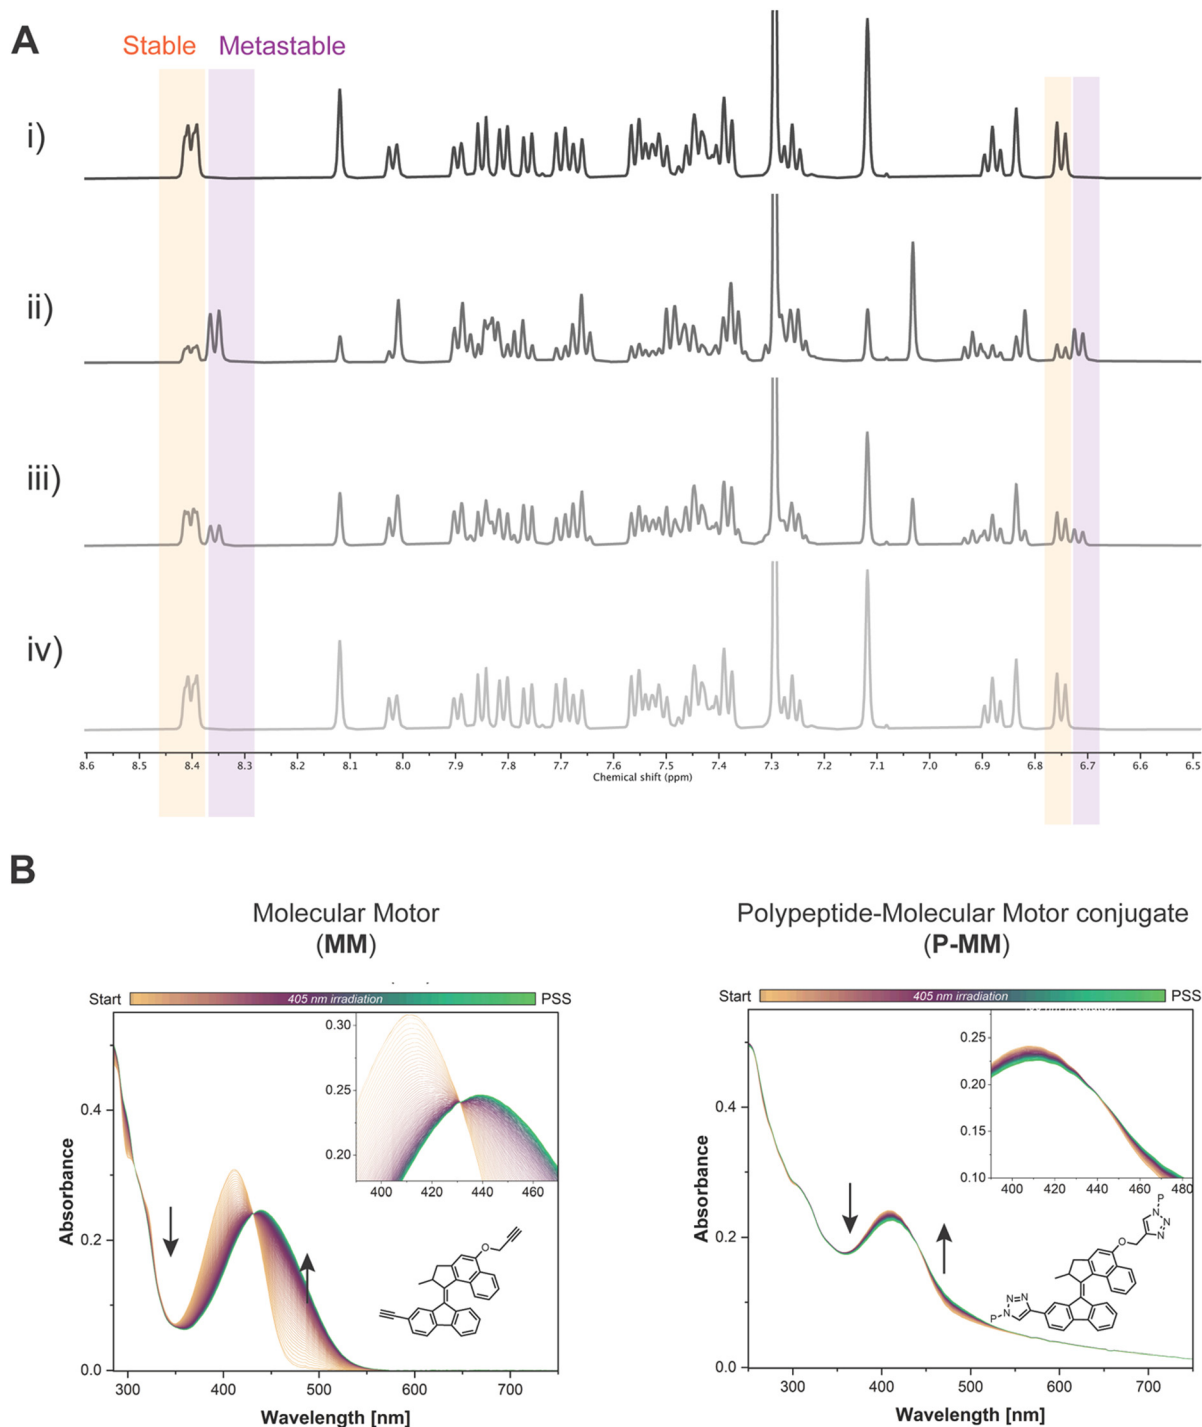 A
Stable Metastable
i)
ii)
iii)
iv)
8.6 8.5 8.4 8.3 8.2 8.1 8.0 7.9 7.8 7.7 7.6 7.5 7.4 7.3 7.2 7.1 7.0 6.9 6.8 6.7 6.6 6.5
Chemical shift (ppm)
B
Molecular Motor
(MM)
Start 405 nm irradiation PSS
0.30
0.25
0.20
400 420 440 460
0.4
0.2
0.0
Absorbance
O
300 400 500 600 700
Wavelength [nm]
Polypeptide-Molecular Motor conjugate
(P-MM)
Start 405 nm irradiation PSS
0.25
0.20
0.15
0.10
400 420 440 460 480
0.4
0.2
0.0
Absorbance
P
N N
N
O
N N
N
P
300 400 500 600 700
Wavelength [nm]